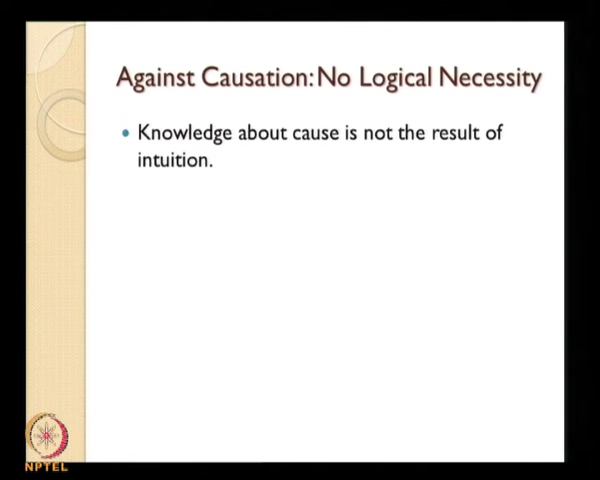 Against Causation: No Logical Necessity
Knowledge about cause is not the result of
intuition.
NPTEL